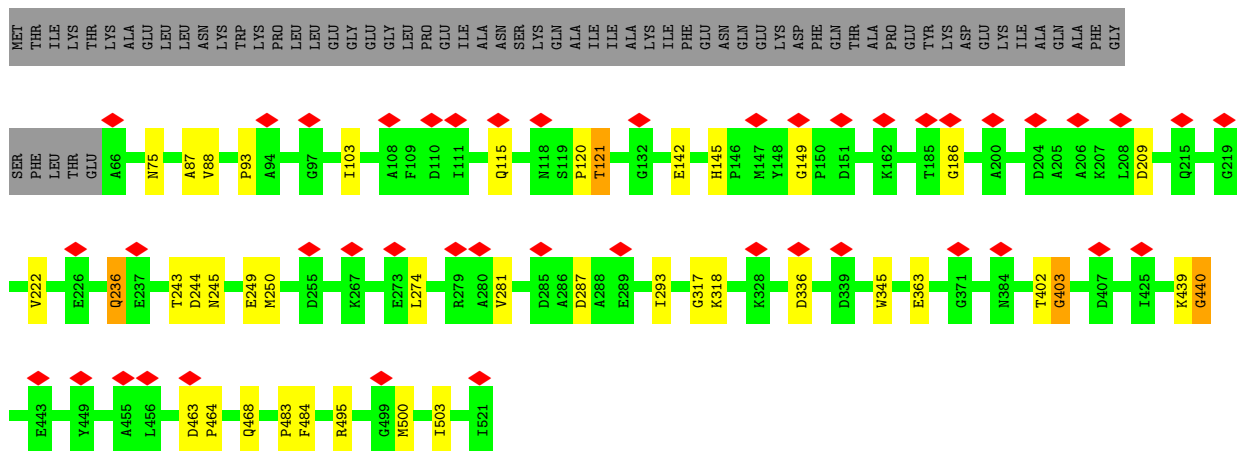 MET THR ILE LYS THR LYS ALA GLU LEU LEU ASN LYS TRP LYS PRO LEU LEU GLU GLY GLU GLY LEU PRO GLU ILE ALA ASN SER LYS GLN ALA ILE ILE ALA LYS ILE PHE GLU ASN GLN GLU LYS ASP PHE GLN THR ALA PRO GLU TYR LYS ASP GLU LYS ILE ALA GLN ALA PHE GLY
SER PHE LEU THR GLU A66 N75 A87 V88 P93 A94 G97 I103 A108 F109 D110 I111 Q115 N118 S119 P120 T121 G132 E142 H145 P146 M147 Y148 G149 P150 D151 K162 T185 G186 A200 D204 A205 A206 K207 L208 D209 Q215 G219
V222 E226 Q236 E237 T243 D244 N245 E249 M250 D255 K267 E273 L274 R279 A280 V281 D285 A286 D287 A288 E289 I293 G317 K318 K328 D336 D339 W345 E363 G371 N384 T402 G403 D407 I425 K439 G440
E443 Y449 A455 L456 D463 P464 Q468 P483 F484 R495 G499 M500 I503 I521